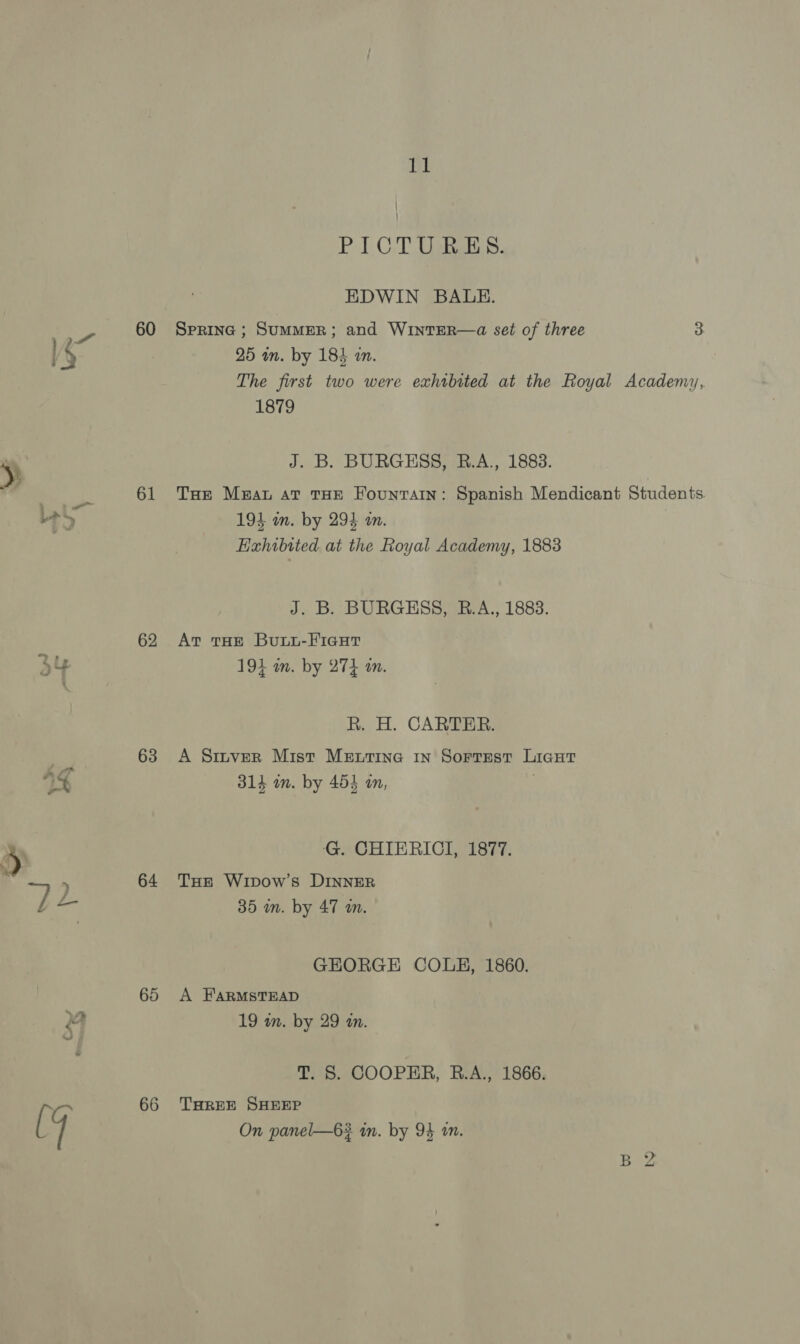 11
PICTURES.
EDWIN BALE.
15 60 SPRING; SUMMER; and WINTER—a set of three 3
25 in. by 18½ in.
The first two were exhibited at the Royal Academy,
1879
J. B. BURGESS, R.A., 1883.
61 THE MEAL AT THE FOUNTAIN: Spanish Mendicant Students
19½ in. by 29½ in.
Exhibited at the Royal Academy, 1883
J. B. BURGESS, R.A., 1883.
62 AT THE BULL-FIGHT
34 19½ in. by 27½ in.
R. H. CARTER.
63 A SILVER MIST MELTING IN SOFTEST LIGHT
31½ in. by 45½ in,
G. CHIERICI, 1877.
64 THE WIDOW'S DINNER
72 35 in. by 47 in.
GEORGE COLE, 1860.
65 A FARMSTEAD
19 in. by 29 in.
T. S. COOPER, R.A., 1866.
66 THREE SHEEP
19 On panel—6¾ in. by 9½ in.
B 2